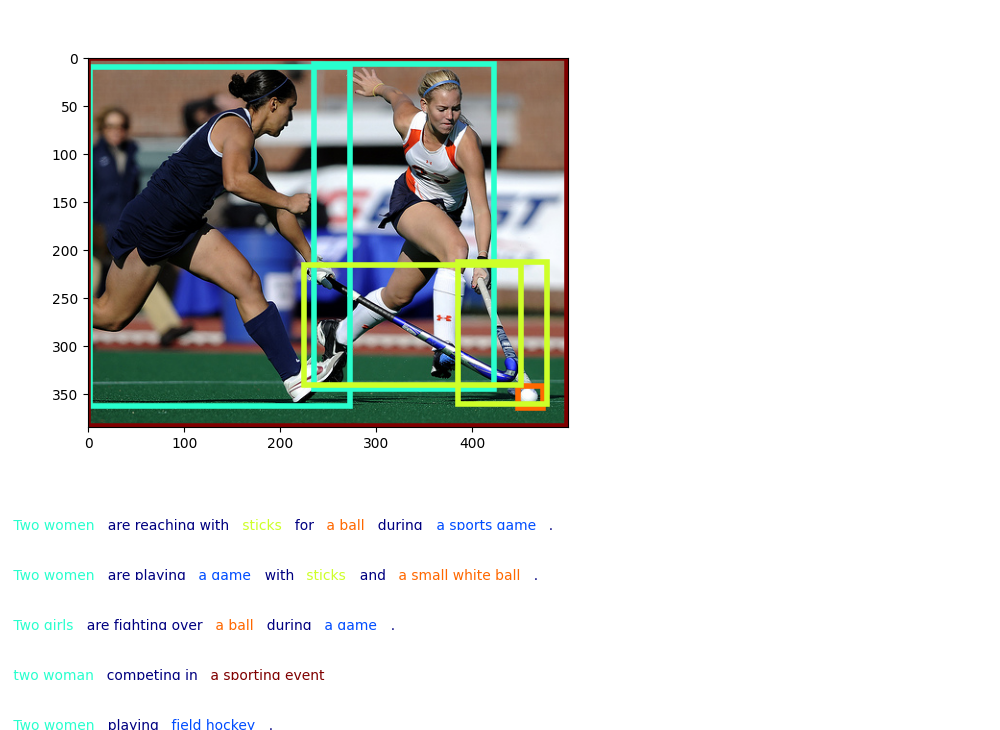 0
50
100
150
200
250
300
350
0 100 200 300 400
Two women are reaching with sticks for a ball during a sports game .
Two women are playing a game with sticks and a small white ball .
Two girls are fighting over a ball during a game .
two woman competing in a sporting event
Two women playing field hockey .